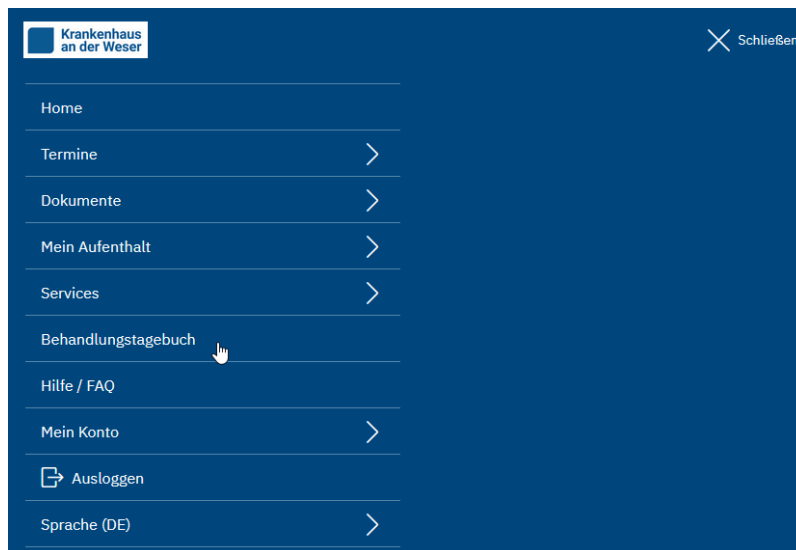 Krankenhaus
an der Weser
Schließen
Home
Termine
Dokumente
Mein Aufenthalt
Services
Behandlungstagebuch
Hilfe / FAQ
Mein Konto
Ausloggen
Sprache (DE)